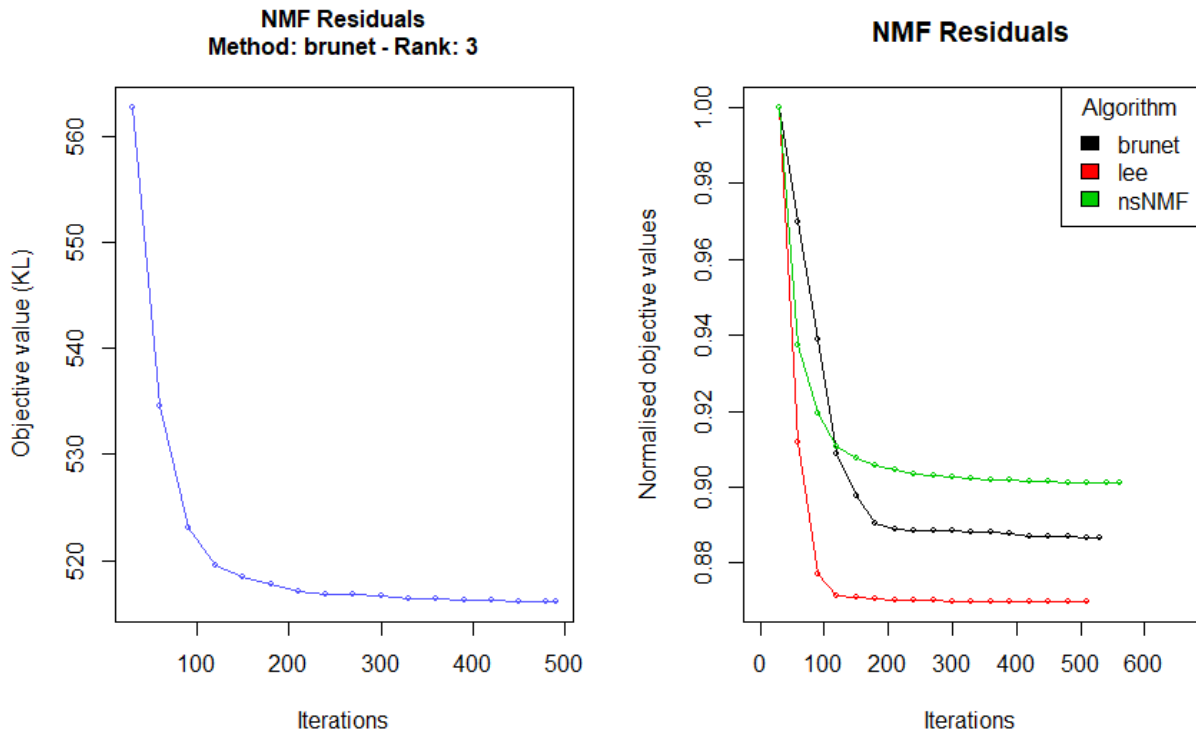 NMF Residuals
Method: brunet - Rank: 3
Objective value (KL)
560
550
540
530
520
100
200
300
400
500
Iterations
NMF Residuals
Normalised objective values
1.00
0.98
0.96
0.94
0.92
0.90
0.88
0
100
200
300
400
500
600
Iterations
Algorithm
brunet
lee
nsNMF